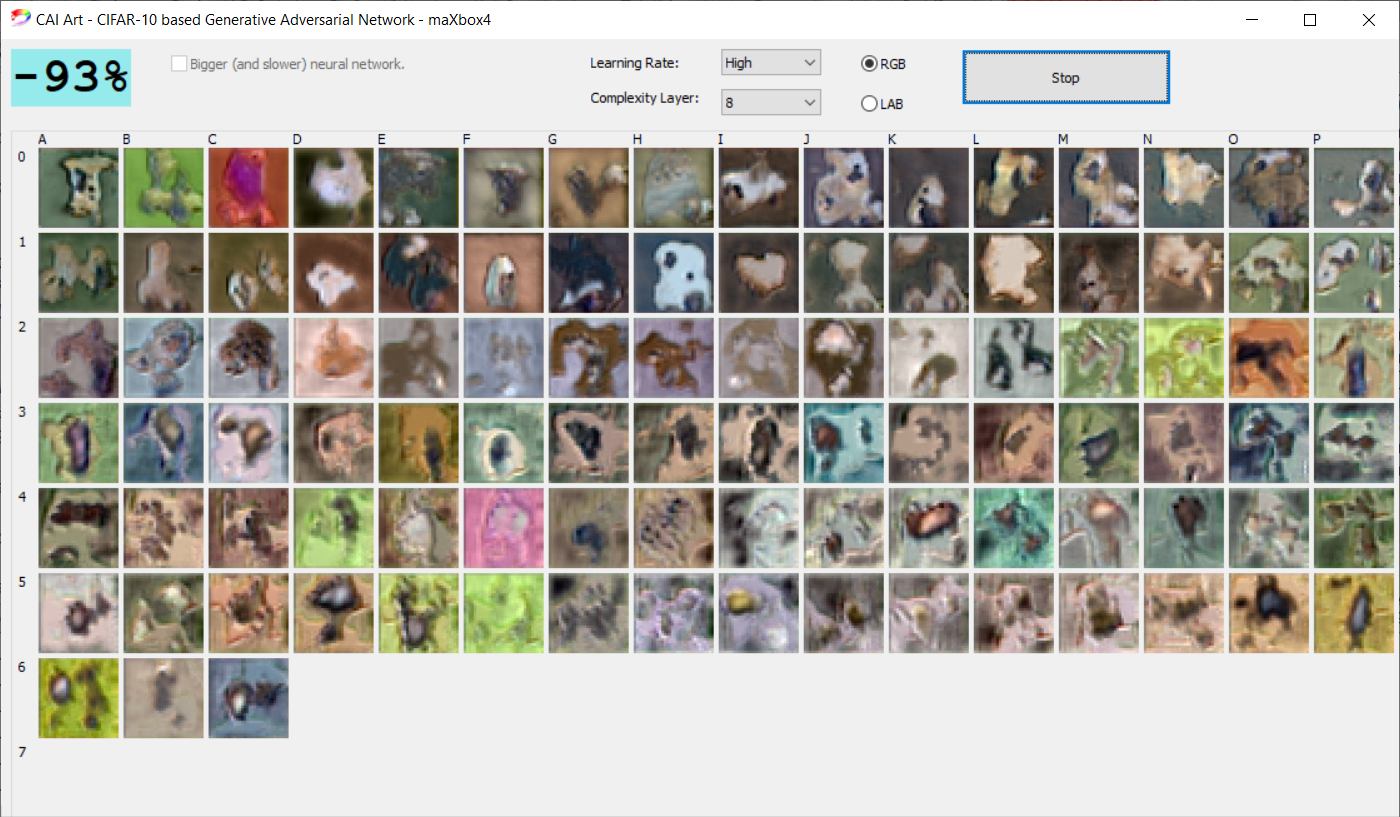 CAI Art - CIFAR-10 based Generative Adversarial Network - maXbox4
-93%
Bigger (and slower) neural network.
Learning Rate:
High
RGB
Stop
Complexity Layer:
8
LAB
A B C D E F G H I J K L M N O P
0
1
2
3
4
5
6
7